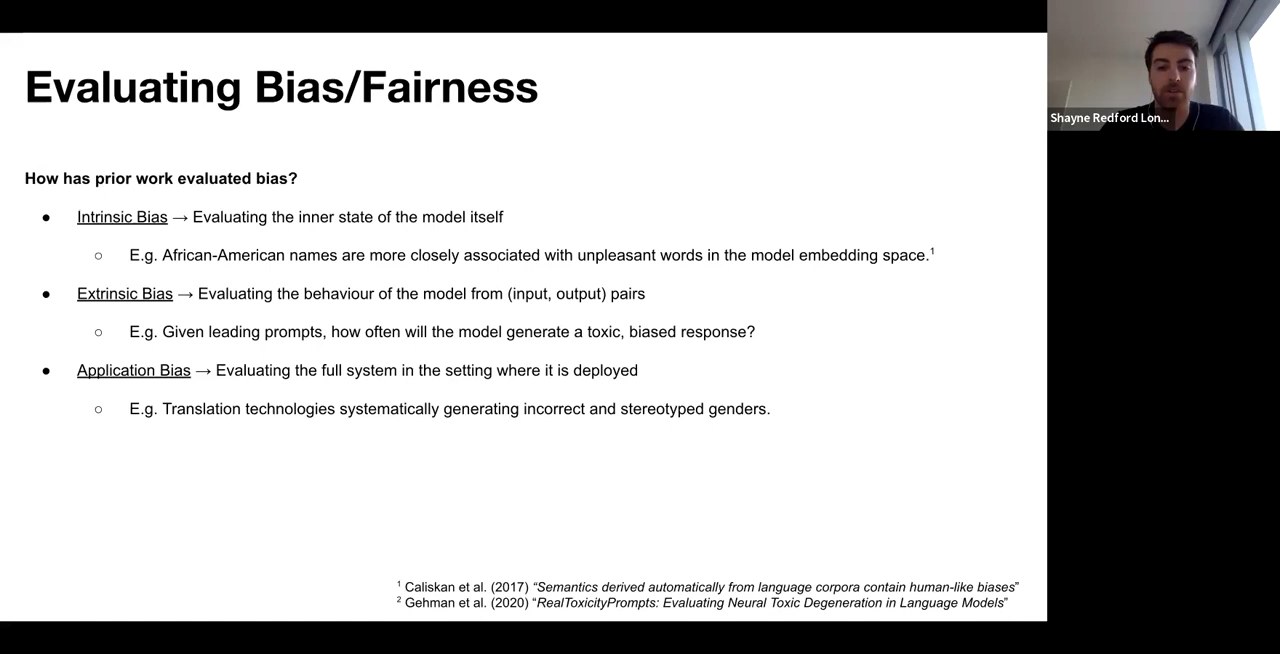 Evaluating Bias/Fairness
Shayne Redford Lon...
How has prior work evaluated bias?
● Intrinsic Bias → Evaluating the inner state of the model itself
○ E.g. African-American names are more closely associated with unpleasant words in the model embedding space.¹
● Extrinsic Bias → Evaluating the behaviour of the model from (input, output) pairs
○ E.g. Given leading prompts, how often will the model generate a toxic, biased response?
● Application Bias → Evaluating the full system in the setting where it is deployed
○ E.g. Translation technologies systematically generating incorrect and stereotyped genders.
¹ Caliskan et al. (2017) “Semantics derived automatically from language corpora contain human-like biases”
² Gehman et al. (2020) “RealToxicityPrompts: Evaluating Neural Toxic Degeneration in Language Models”